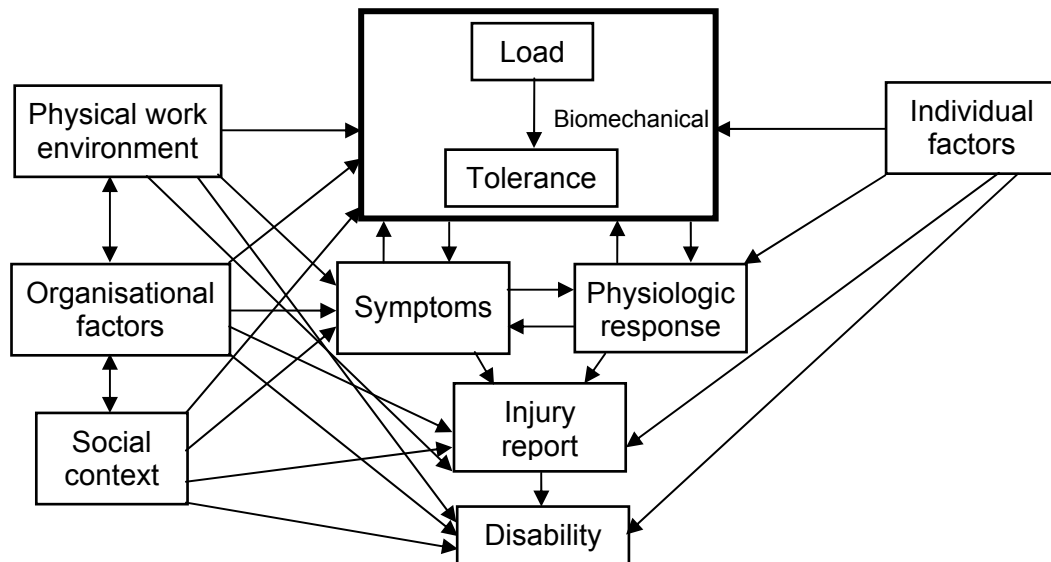 Load
Biomechanical
Tolerance
Physical work
environment
Individual
factors
Organisational
factors
Symptoms
Physiologic
response
Social
context
Injury
report
Disability